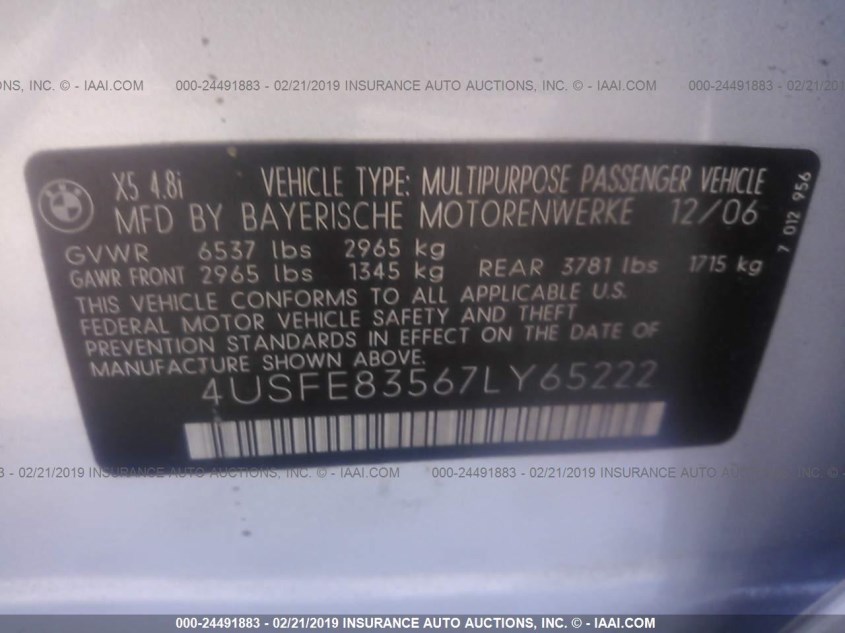 NS, INC. © - IAAI.COM 000-24491883 - 02/21/2019 INSURANCE AUTO AUCTIONS, INC. © - IAAI.COM 000-24491883 - 02/21/2019 INSURANCE
BMW
X5 4.8i VEHICLE TYPE: MULTIPURPOSE PASSENGER VEHICLE
MFD BY BAYERISCHE MOTORENWERKE 12/06
GVWR 6537 lbs 2965 kg
GAWR FRONT 2965 lbs 1345 kg REAR 3781 lbs 1715 kg
THIS VEHICLE CONFORMS TO ALL APPLICABLE U.S.
FEDERAL MOTOR VEHICLE SAFETY AND THEFT
PREVENTION STANDARDS IN EFFECT ON THE DATE OF
MANUFACTURE SHOWN ABOVE.
4USFE83567LY65222
7 012 956
- 02/21/2019 INSURANCE AUTO AUCTIONS, INC. © - IAAI.COM 000-24491883 - 02/21/2019 INSURANCE AUTO AUCTIONS, INC.
000-24491883 - 02/21/2019 INSURANCE AUTO AUCTIONS, INC. © - IAAI.COM